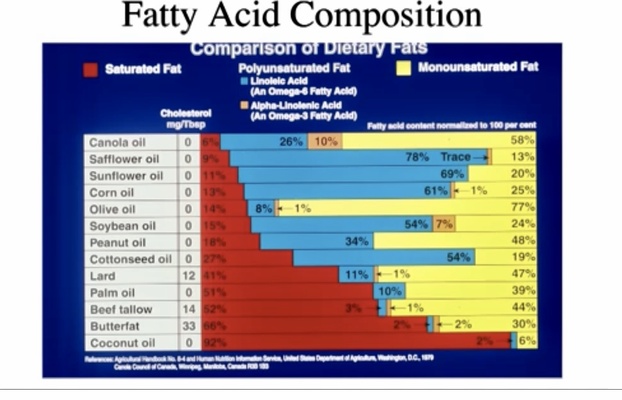 Fatty Acid Composition
Comparison of Dietary Fats
Saturated Fat Polyunsaturated Fat Monounsaturated Fat
Linoleic Acid
(An Omega-6 Fatty Acid)
Alpha-Linolenic Acid
(An Omega-3 Fatty Acid)
Cholesterol
mg/Tbsp Fatty acid content normalized to 100 per cent
Canola oil 0 6% 26% 10% 58%
Safflower oil 0 9% 78% Trace 13%
Sunflower oil 0 11% 69% 20%
Corn oil 0 13% 61% 1% 25%
Olive oil 0 14% 8% 1% 77%
Soybean oil 0 15% 54% 7% 24%
Peanut oil 0 18% 34% 48%
Cottonseed oil 0 27% 54% 19%
Lard 12 41% 11% 1% 47%
Palm oil 0 51% 10% 39%
Beef tallow 14 52% 3% 1% 44%
Butterfat 33 66% 2% 2% 30%
Coconut oil 0 92% 2% 6%
References: Agricultural Handbook No. 8-4 and Human Nutrition Information Service, United States Department of Agriculture, Washington, D.C., 1979
Canola Council of Canada, Winnipeg, Manitoba, Canada